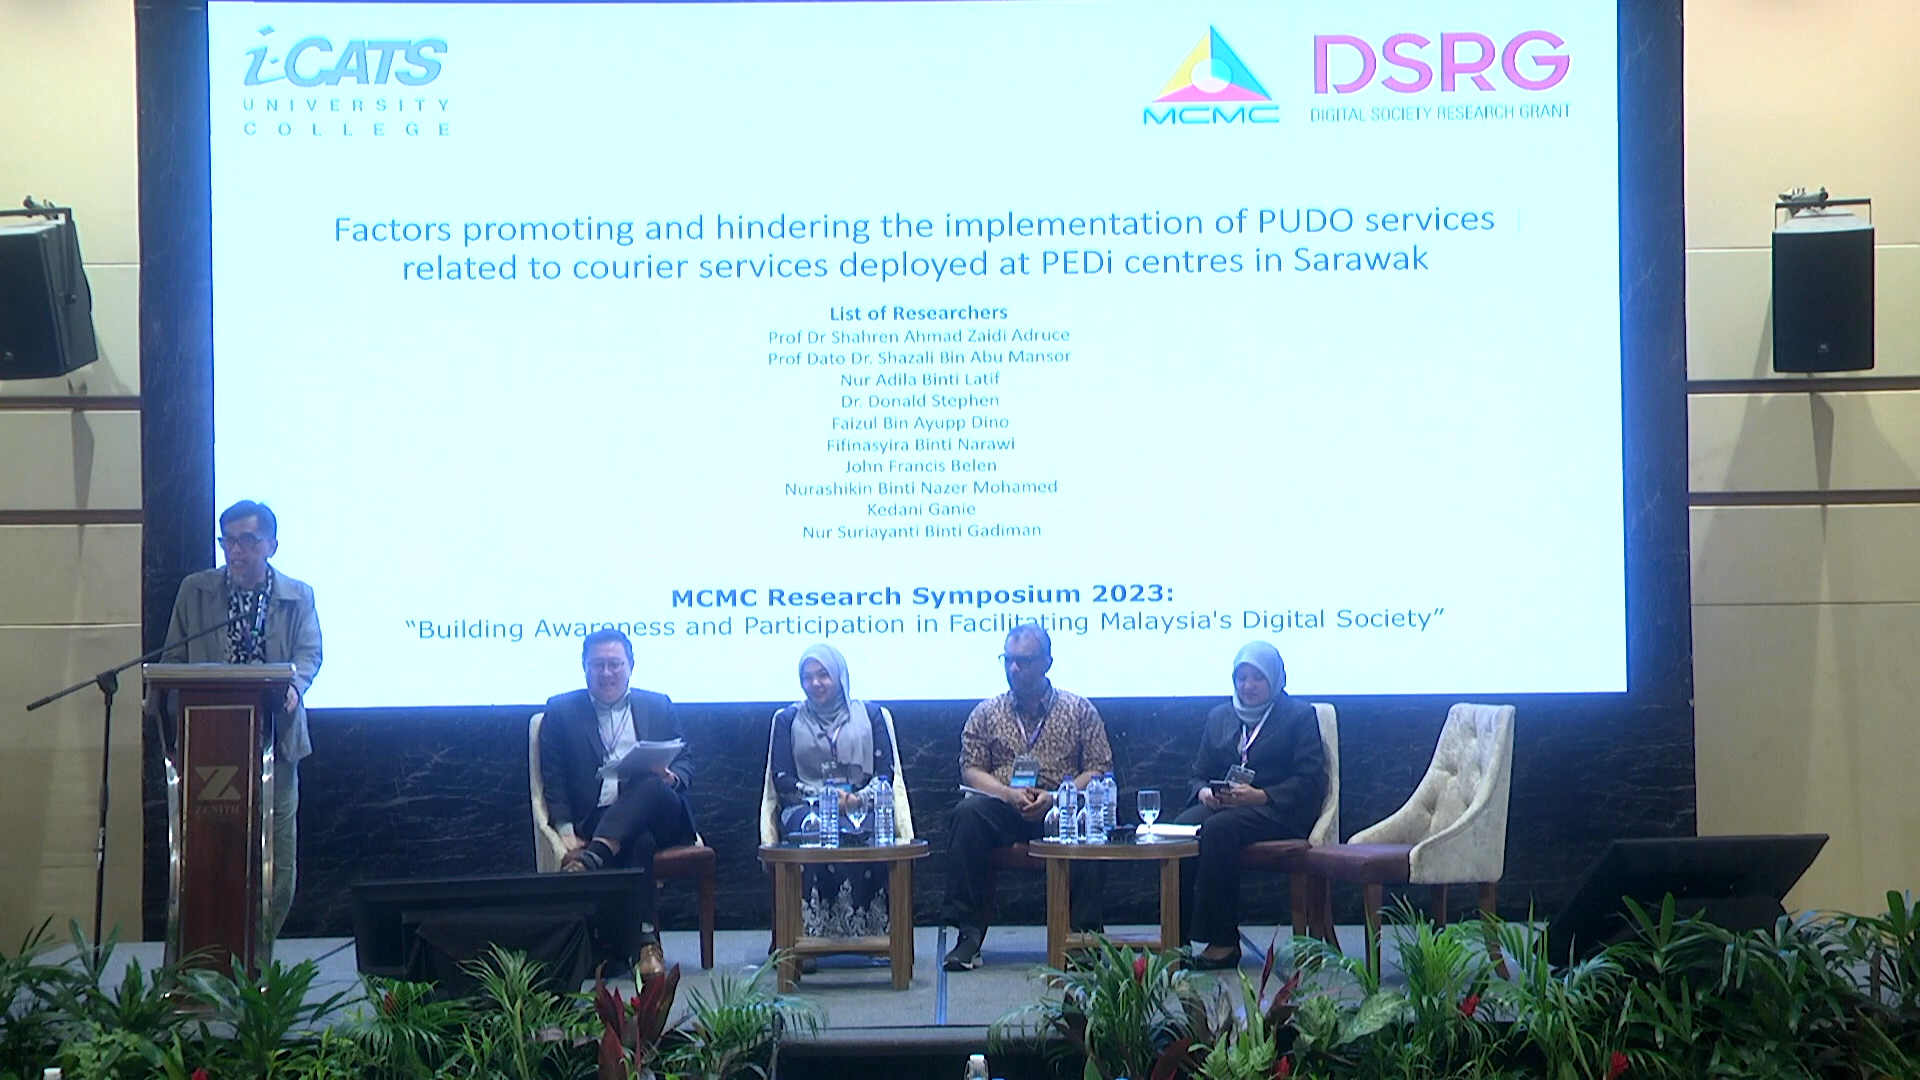 i-CATS
UNIVERSITY
COLLEGE
MCMC
DSRG
DIGITAL SOCIETY RESEARCH GRANT
Factors promoting and hindering the implementation of PUDO services
related to courier services deployed at PEDi centres in Sarawak
List of Researchers
Prof Dr Shahren Ahmad Zaidi Adruce
Prof Dato Dr. Shazali Bin Abu Mansor
Nur Adila Binti Latif
Dr. Donald Stephen
Faizul Bin Ayupp Dino
Fifinasyira Binti Narawi
John Francis Belen
Nurashikin Binti Nazer Mohamed
Kedani Ganie
Nur Suriayanti Binti Gadiman
MCMC Research Symposium 2023:
“Building Awareness and Participation in Facilitating Malaysia's Digital Society”
Z
ZENITH